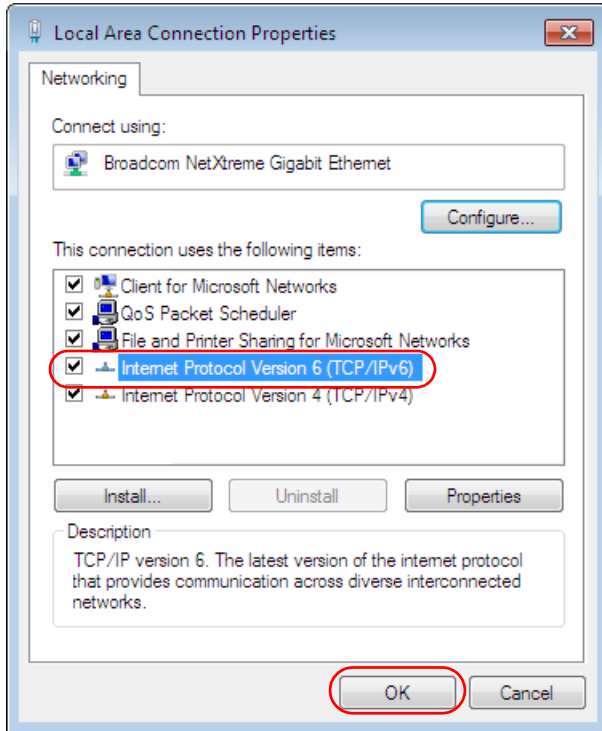 Local Area Connection Properties
Networking
Connect using:
Broadcom NetXtreme Gigabit Ethernet
Configure...
This connection uses the following items:
Client for Microsoft Networks
QoS Packet Scheduler
File and Printer Sharing for Microsoft Networks
Internet Protocol Version 6 (TCP/IPv6)
Internet Protocol Version 4 (TCP/IPv4)
Install...
Uninstall
Properties
Description
TCP/IP version 6. The latest version of the internet protocol
that provides communication across diverse interconnected
networks.
OK
Cancel